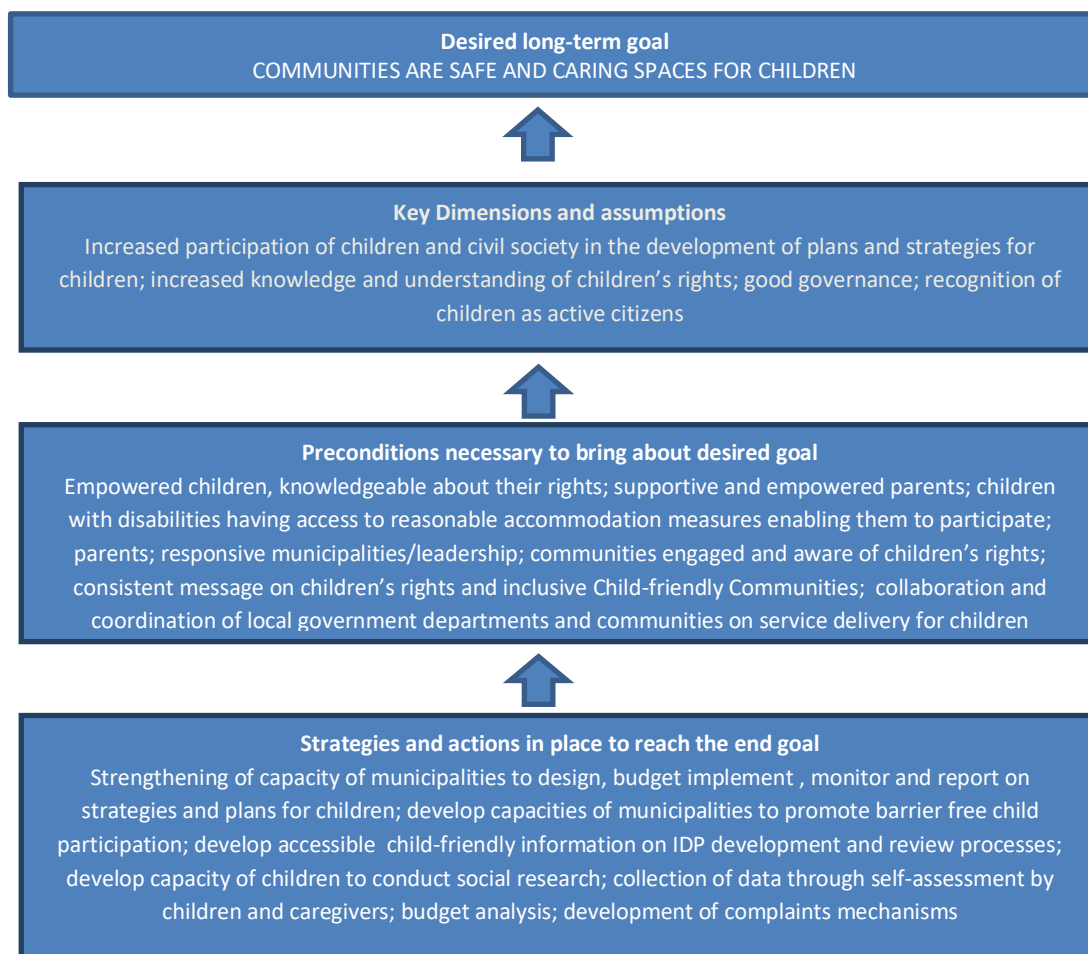 Desired long-term goal
COMMUNITIES ARE SAFE AND CARING SPACES FOR CHILDREN
Key Dimensions and assumptions
Increased participation of children and civil society in the development of plans and strategies for
children; increased knowledge and understanding of children’s rights; good governance; recognition of
children as active citizens
Preconditions necessary to bring about desired goal
Empowered children, knowledgeable about their rights; supportive and empowered parents; children
with disabilities having access to reasonable accommodation measures enabling them to participate;
parents; responsive municipalities/leadership; communities engaged and aware of children’s rights;
consistent message on children’s rights and inclusive Child-friendly Communities;  collaboration and
coordination of local government departments and communities on service delivery for children
Strategies and actions in place to reach the end goal
Strengthening of capacity of municipalities to design, budget implement , monitor and report on
strategies and plans for children; develop capacities of municipalities to promote barrier free child
participation; develop accessible  child-friendly information on IDP development and review processes;
develop capacity of children to conduct social research; collection of data through self-assessment by
children and caregivers; budget analysis; development of complaints mechanisms